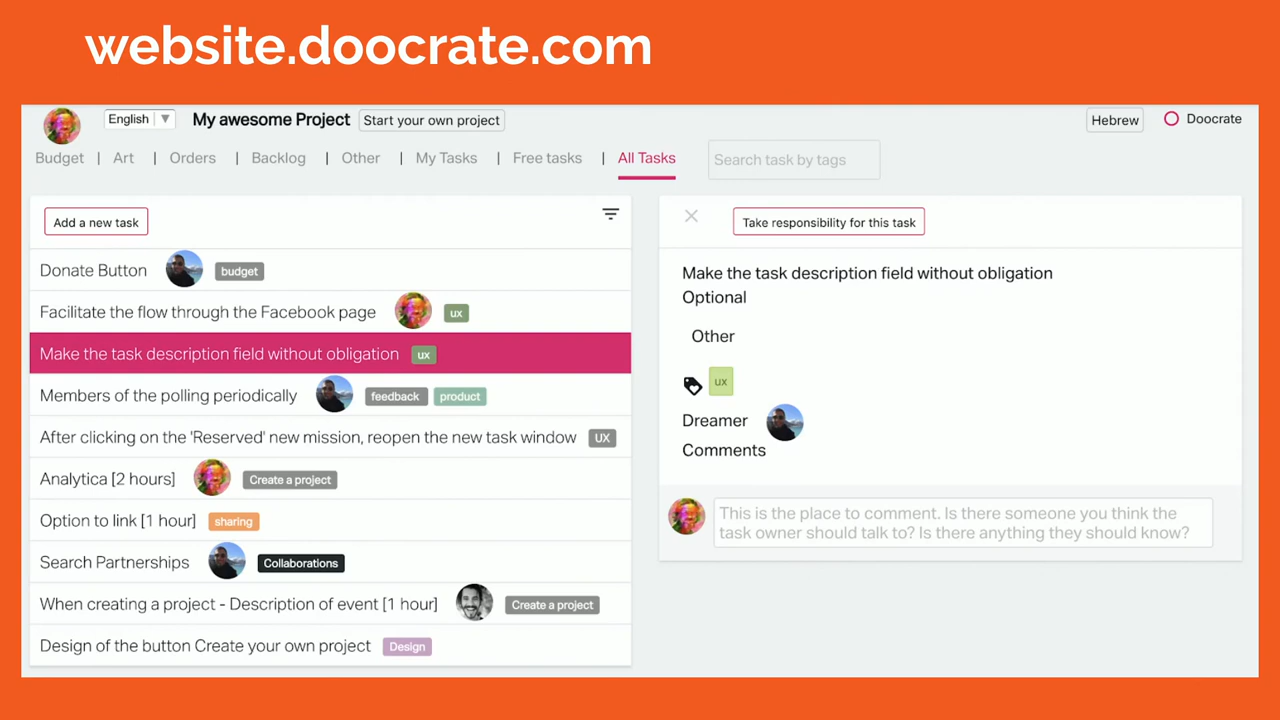 website.doocrate.com
English
My awesome Project
Start your own project
Hebrew
Doocrate
Budget | Art | Orders | Backlog | Other | My Tasks | Free tasks | All Tasks
Search task by tags
Add a new task
Donate Button budget
Facilitate the flow through the Facebook page ux
Make the task description field without obligation ux
Members of the polling periodically feedback product
After clicking on the 'Reserved' new mission, reopen the new task window UX
Analytica [2 hours] Create a project
Option to link [1 hour] sharing
Search Partnerships Collaborations
When creating a project - Description of event [1 hour] Create a project
Design of the button Create your own project Design
Take responsibility for this task
Make the task description field without obligation
Optional
Other
ux
Dreamer
Comments
This is the place to comment. Is there someone you think the
task owner should talk to? Is there anything they should know?